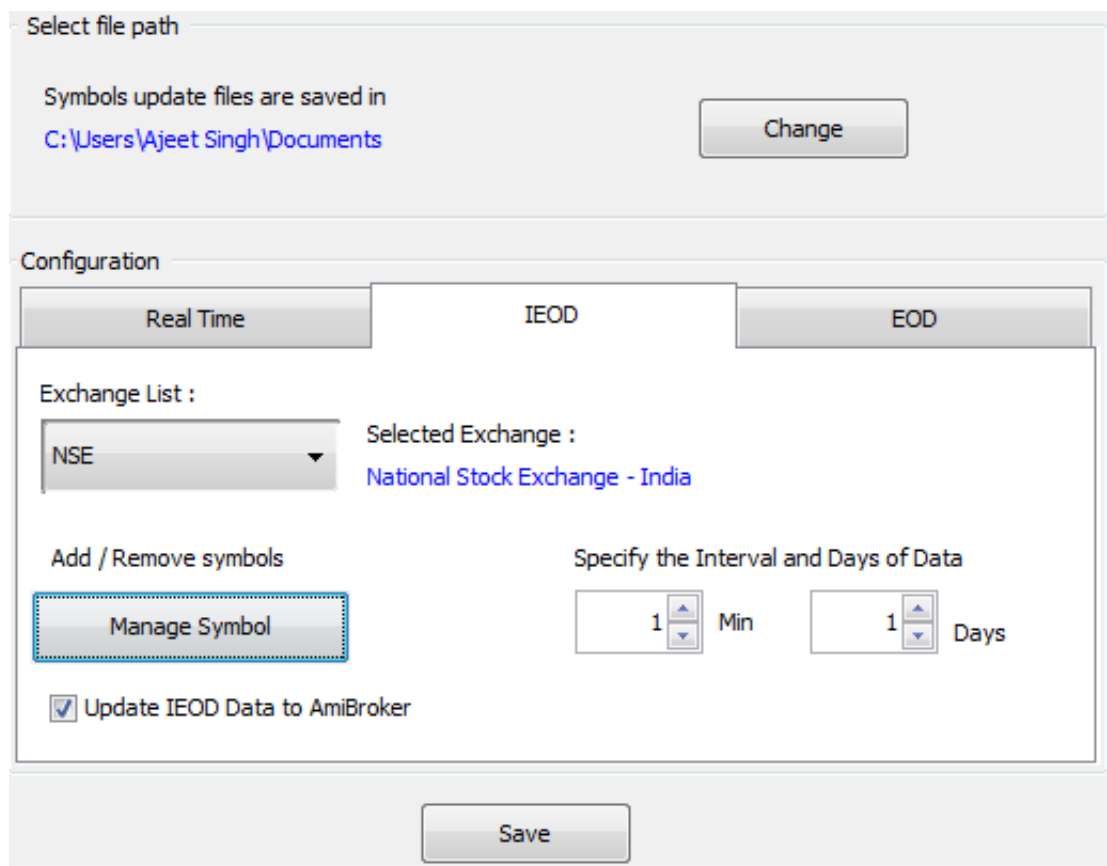 Select file path
Symbols update files are saved in
C:\Users\Ajeet Singh\Documents
Change
Configuration
Real Time
IEOD
EOD
Exchange List :
NSE
Selected Exchange :
National Stock Exchange - India
Add / Remove symbols
Specify the Interval and Days of Data
Manage Symbol
1 Min
1 Days
Update IEOD Data to AmiBroker
Save